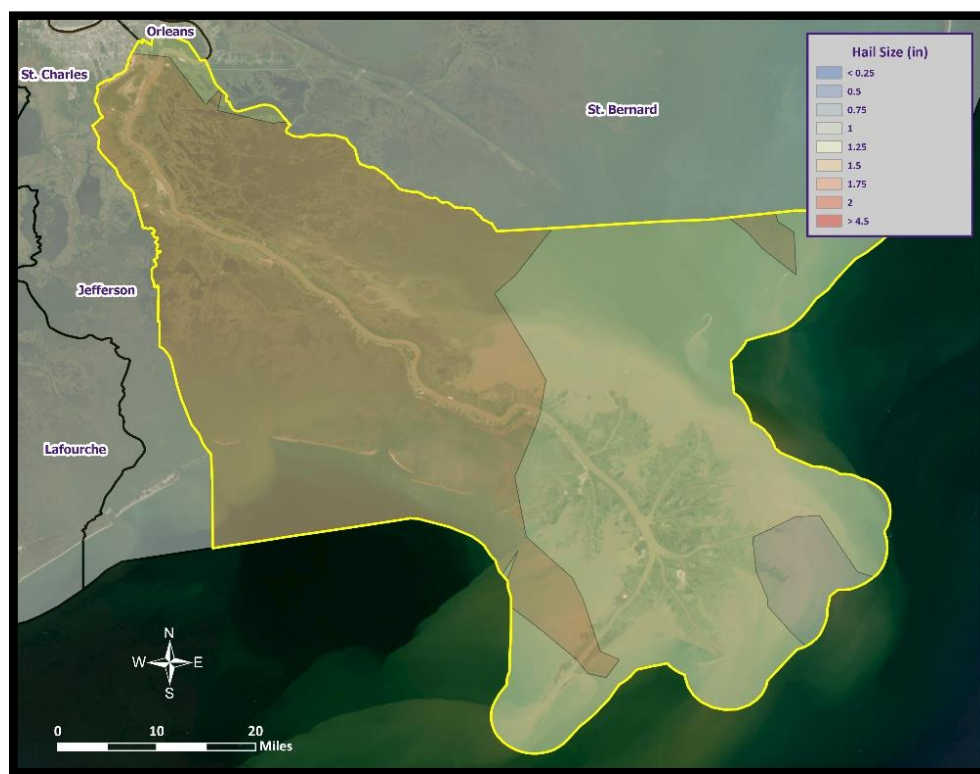 Orleans
St. Charles
St. Bernard
Jefferson
Lafourche
Hail Size (in)
< 0.25
0.5
0.75
1
1.25
1.5
1.75
2
> 4.5
N
W E
S
0 10 20
Miles